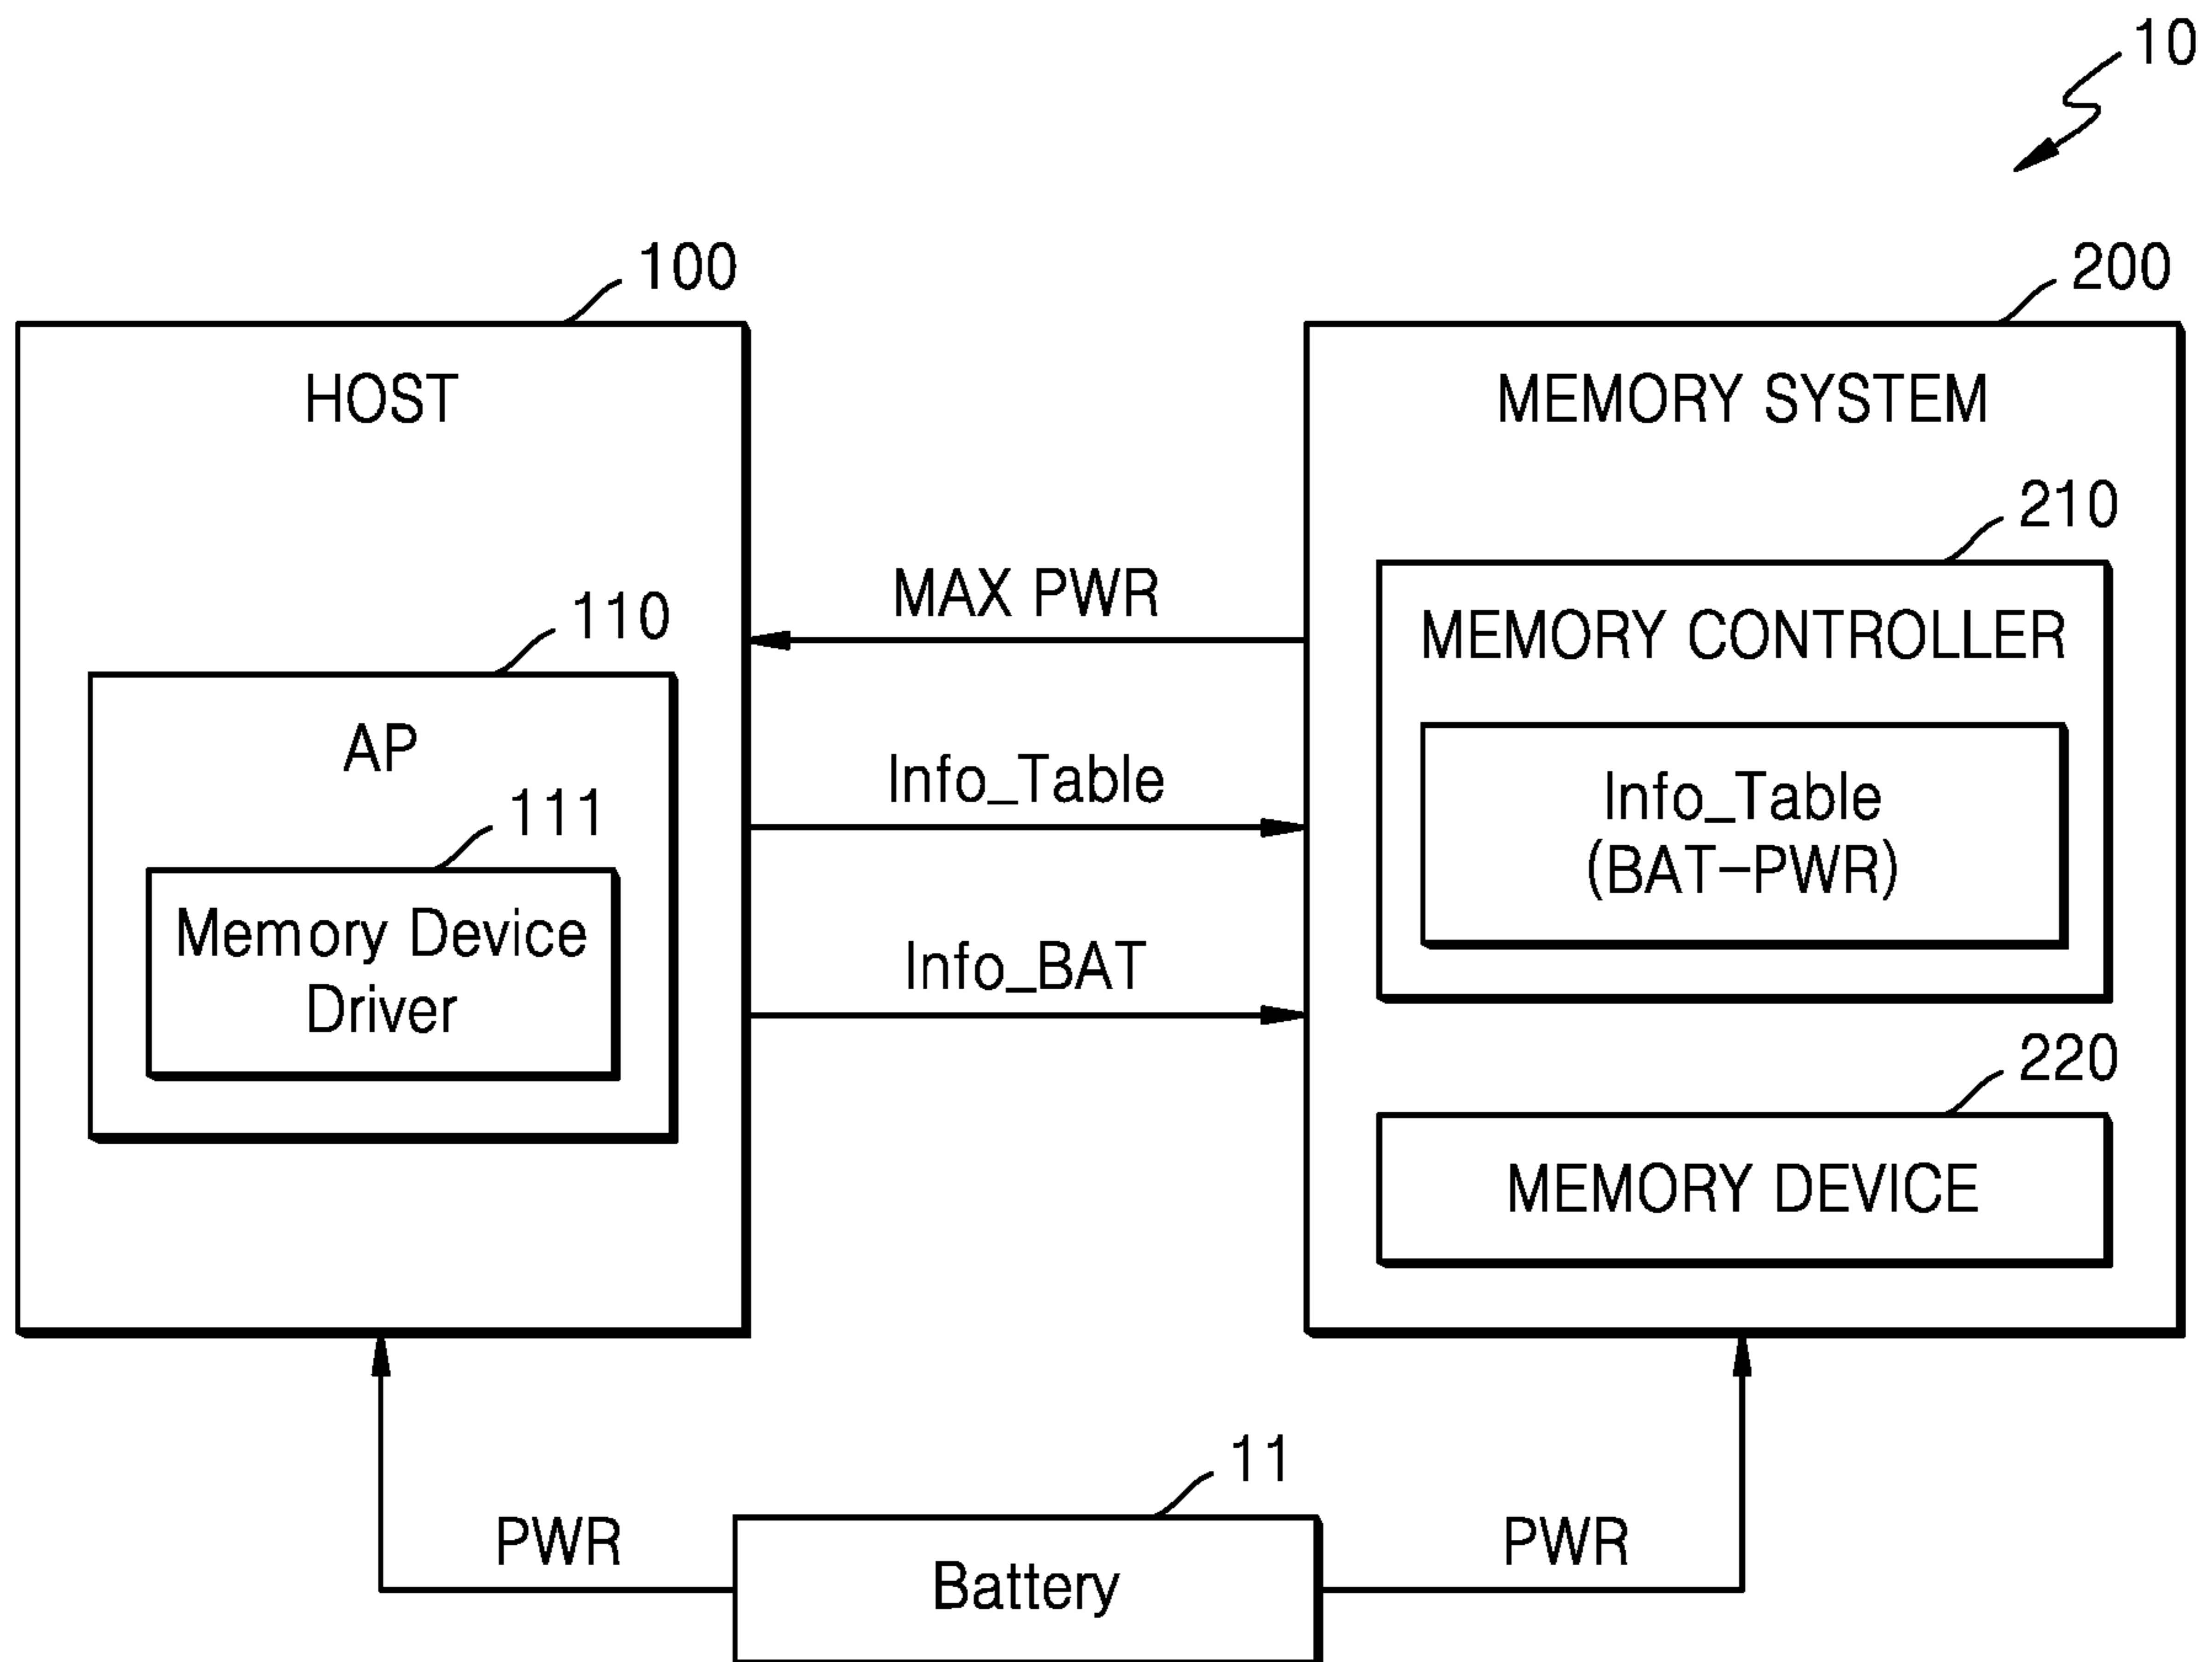 10
100
200
HOST
MEMORY SYSTEM
210
MAX PWR
MEMORY CONTROLLER
110
AP
Info_Table
Info_Table
(BAT-PWR)
111
Memory Device
Driver
Info_BAT
220
MEMORY DEVICE
11
PWR
Battery
PWR